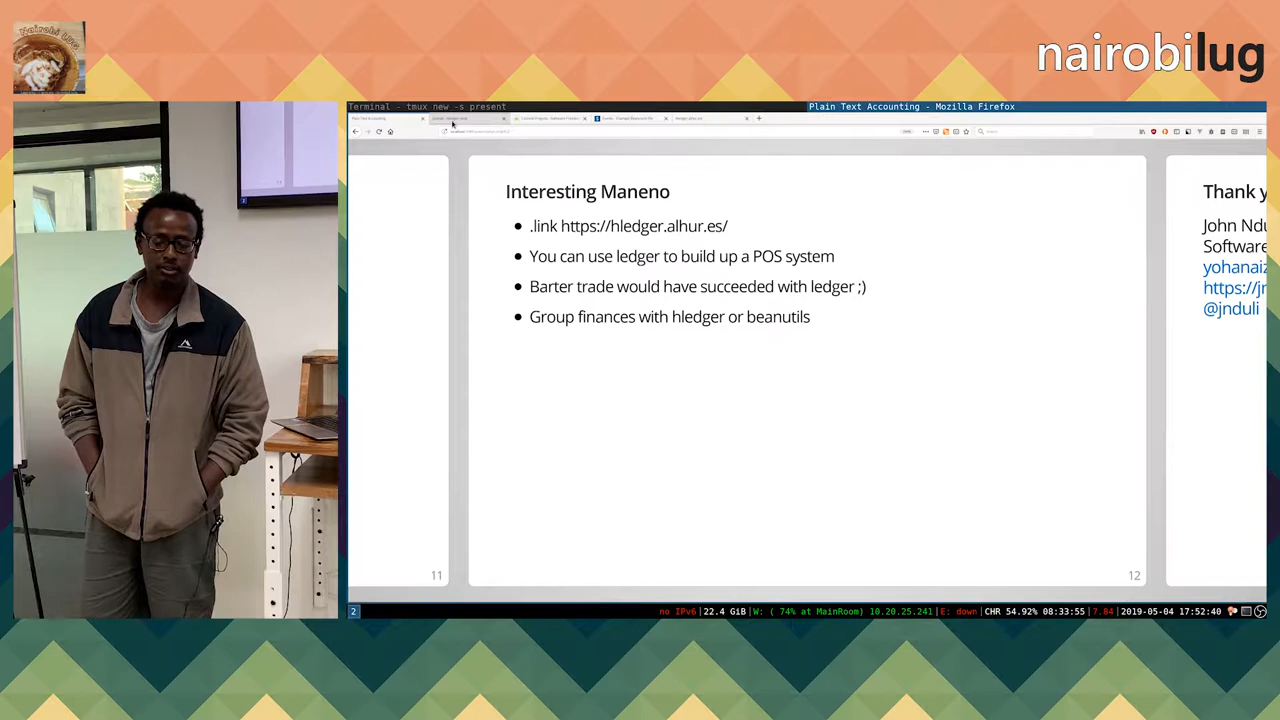 Nairobi LUG
nairobilug
Terminal - tmux new -s present
Plain Text Accounting - Mozilla Firefox
Interesting Maneno
.link https://hledger.alhur.es/
You can use ledger to build up a POS system
Barter trade would have succeeded with ledger ;)
Group finances with hledger or beanutils
11
12
Thank y
John Ndu
Software
yohanaiz
https://jn
@jnduli
2
no IPv6|22.4 GiB|W: ( 74% at MainRoom) 10.20.25.241|E: down|CHR 54.92% 08:33:55|7.84|2019-05-04 17:52:40